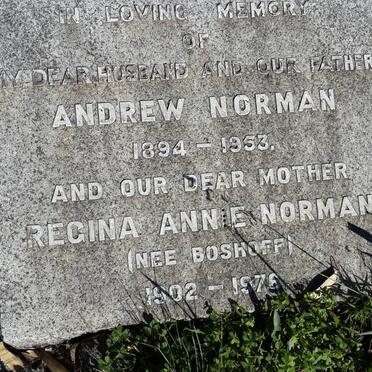 IN LOVING MEMORY
OF
MY DEAR HUSBAND AND OUR FATHER
ANDREW NORMAN
1894 – 1953.
AND OUR DEAR MOTHER
REGINA ANNIE NORMAN
(NEE BOSHOFF)
1902 – 1976